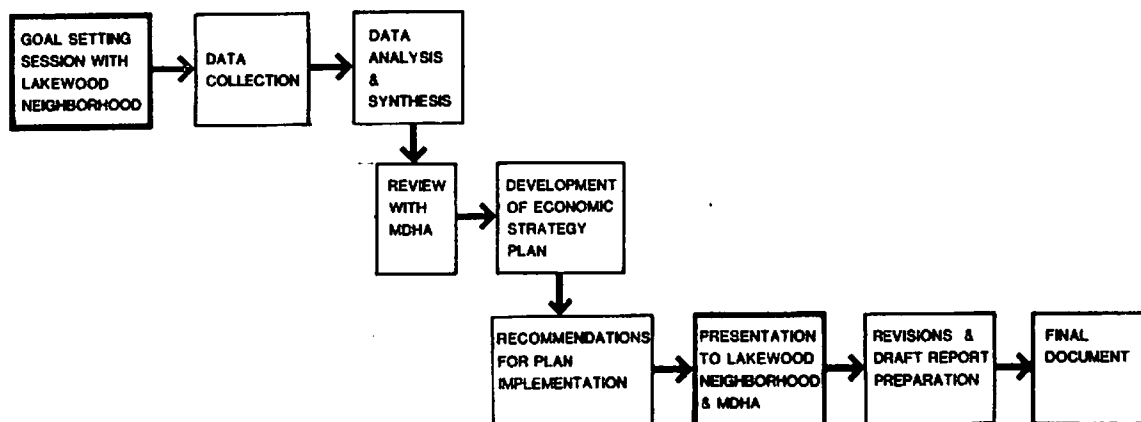 GOAL SETTING
SESSION WITH
LAKEWOOD
NEIGHBORHOOD
DATA
COLLECTION
DATA
ANALYSIS
&
SYNTHESIS
REVIEW
WITH
MDHA
DEVELOPMENT
OF ECONOMIC
STRATEGY
PLAN
RECOMMENDATIONS
FOR PLAN
IMPLEMENTATION
PRESENTATION
TO LAKEWOOD
NEIGHBORHOOD
& MDHA
REVISIONS &
DRAFT REPORT
PREPARATION
FINAL
DOCUMENT